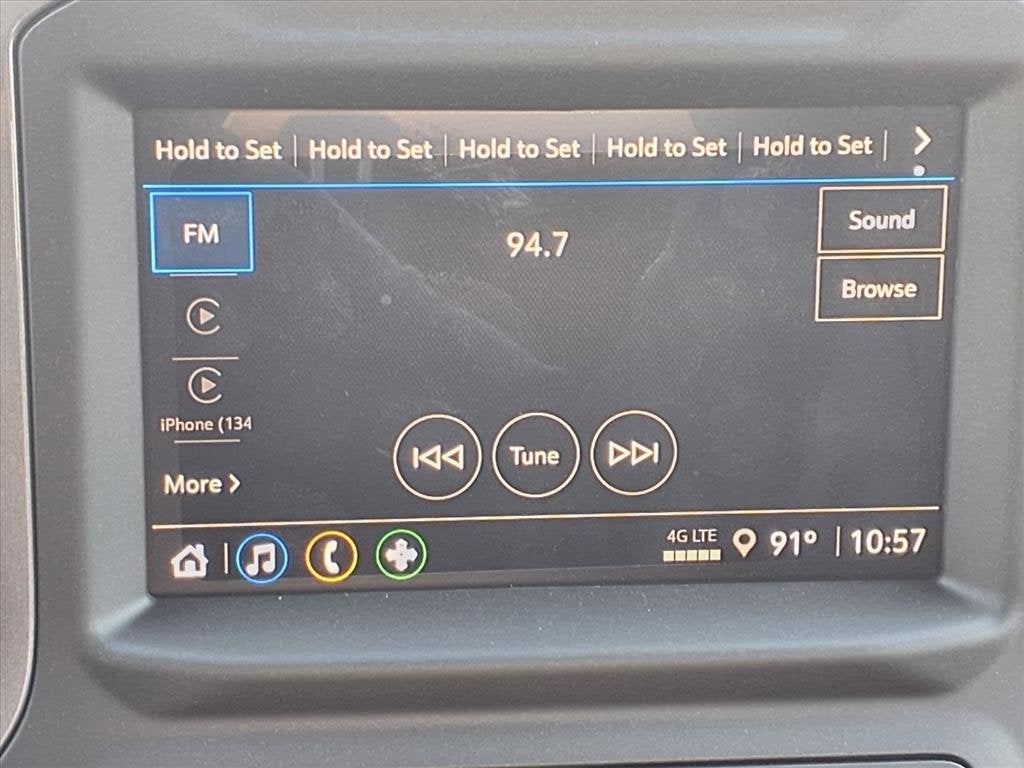 Hold to Set Hold to Set Hold to Set Hold to Set Hold to Set
FM
94.7
Sound
Browse
iPhone (134
More
Tune
4G LTE
91° 10:57